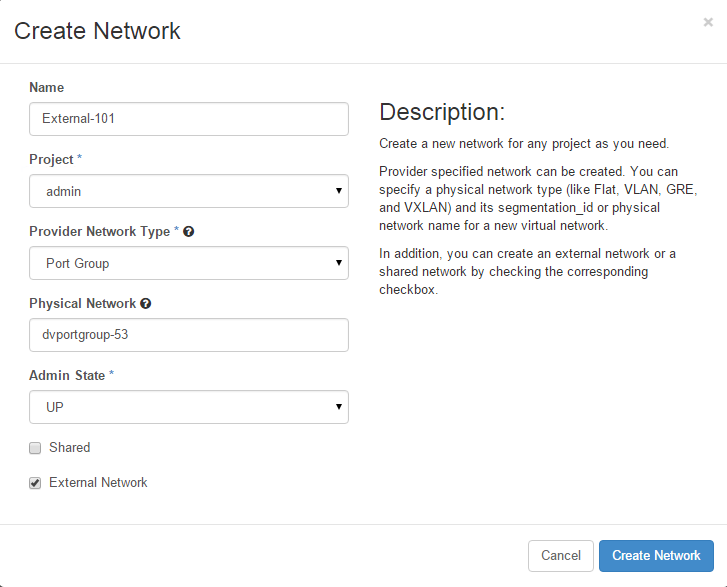 Create Network
×
Name
External-101
Project *
admin
Provider Network Type *
Port Group
Physical Network
dvportgroup-53
Admin State *
UP
Shared
External Network
Description:
Create a new network for any project as you need.
Provider specified network can be created. You can
specify a physical network type (like Flat, VLAN, GRE,
and VXLAN) and its segmentation_id or physical
network name for a new virtual network.
In addition, you can create an external network or a
shared network by checking the corresponding
checkbox.
Cancel
Create Network